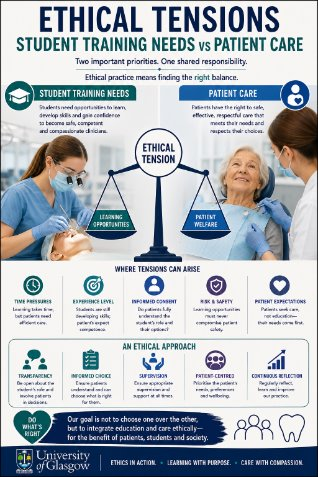 ETHICAL TENSIONS
STUDENT TRAINING NEEDS vs PATIENT CARE
Two important priorities. One shared responsibility.
Ethical practice means finding the right balance.
STUDENT TRAINING NEEDS
Students need opportunities to learn,
develop skills and gain confidence
to become safe, competent
and compassionate clinicians.
PATIENT CARE
Patients have the right to safe,
effective, respectful care that
meets their needs and
respects their choices.
ETHICAL
TENSION
LEARNING
OPPORTUNITIES
PATIENT
WELFARE
WHERE TENSIONS CAN ARISE
TIME PRESSURES
Learning takes time,
but patients need
efficient care.
EXPERIENCE LEVEL
Students are still
developing skills;
patients expect
competence.
INFORMED CONSENT
Do patients fully
understand the
student's role and
their options?
RISK & SAFETY
Learning opportunities
must never
compromise patient
safety.
PATIENT EXPECTATIONS
Patients seek care,
not education—
their needs come first.
AN ETHICAL APPROACH
TRANSPARENCY
Be open about the
student's role and
involve patients
in decisions.
INFORMED CHOICE
Ensure patients
understand and can
choose what is right
for them.
SUPERVISION
Ensure appropriate
supervision and
support at all times.
PATIENT-CENTRED
Prioritise the patient's
needs, preferences
and wellbeing.
CONTINUOUS REFLECTION
Regularly reflect,
learn and improve
our practice.
DO
WHAT'S
RIGHT
Our goal is not to choose one over the other,
but to integrate education and care ethically—
for the benefit of patients, students and society.
University
of Glasgow
ETHICS IN ACTION. • LEARNING WITH PURPOSE. • CARE WITH COMPASSION.